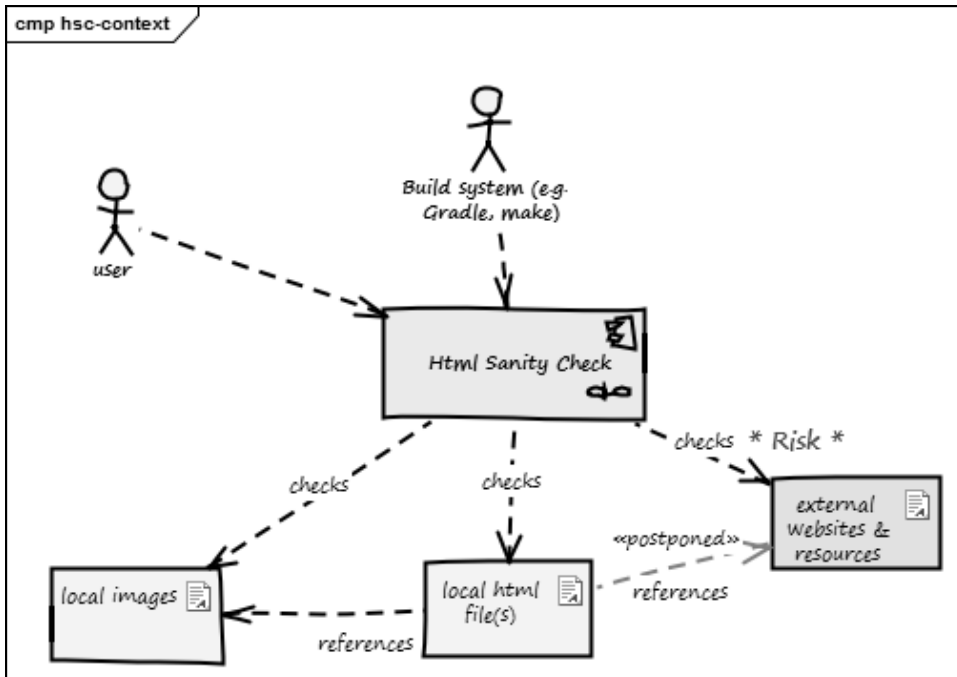 cmp hsc-context
Build system (e.g.
Gradle, make)
user
Html Sanity Check
checks * Risk *
checks
checks
external
Websites &
resources
«postponed»
local images
local html
file(s)
references
references